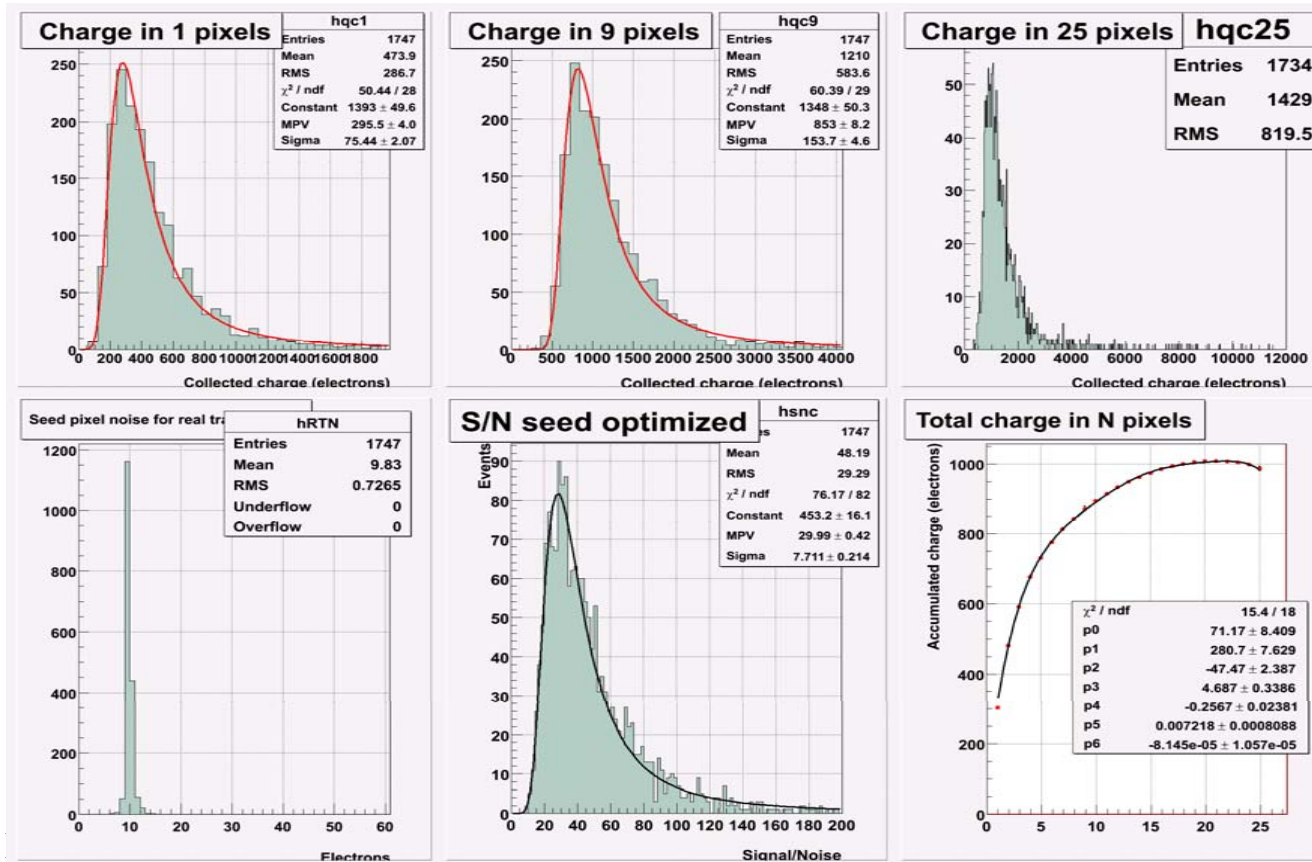 Charge in 1 pixels
hqc1
Entries 1747
Mean 473.9
RMS 286.7
χ² / ndf 50.44 / 28
Constant 1393 ± 49.6
MPV 295.5 ± 4.0
Sigma 75.44 ± 2.07
250
200
150
100
50
0
200 400 600 800 1000 1200 1400 1600 1800
Collected charge (electrons)
Charge in 9 pixels
hqc9
Entries 1747
Mean 1210
RMS 583.6
χ² / ndf 60.39 / 29
Constant 1348 ± 50.3
MPV 853 ± 8.2
Sigma 153.7 ± 4.6
250
200
150
100
50
0
0 500 1000 1500 2000 2500 3000 3500 4000
Collected charge (electrons)
Charge in 25 pixels
hqc25
Entries 1734
Mean 1429
RMS 819.5
50
40
30
20
10
0
0 2000 4000 6000 8000 10000 12000
Collected charge (electrons)
Seed pixel noise for real tra
hRTN
Entries 1747
Mean 9.83
RMS 0.7265
Underflow 0
Overflow 0
1200
1000
800
600
400
200
0
0 10 20 30 40 50 60
Electrons
S/N seed optimized
hsnc
es 1747
Mean 48.19
RMS 29.29
χ² / ndf 76.17 / 82
Constant 453.2 ± 16.1
MPV 29.99 ± 0.42
Sigma 7.711 ± 0.214
Events
90
80
70
60
50
40
30
20
10
0
0 20 40 60 80 100 120 140 160 180 200
Signal/Noise
Total charge in N pixels
Accumulated charge (electrons)
1000
800
600
400
200
0
χ² / ndf 15.4 / 18
p0 71.17 ± 8.409
p1 280.7 ± 7.629
p2 -47.47 ± 2.387
p3 4.687 ± 0.3386
p4 -0.2567 ± 0.02381
p5 0.007218 ± 0.0008088
p6 -8.145e-05 ± 1.057e-05
0 5 10 15 20 25